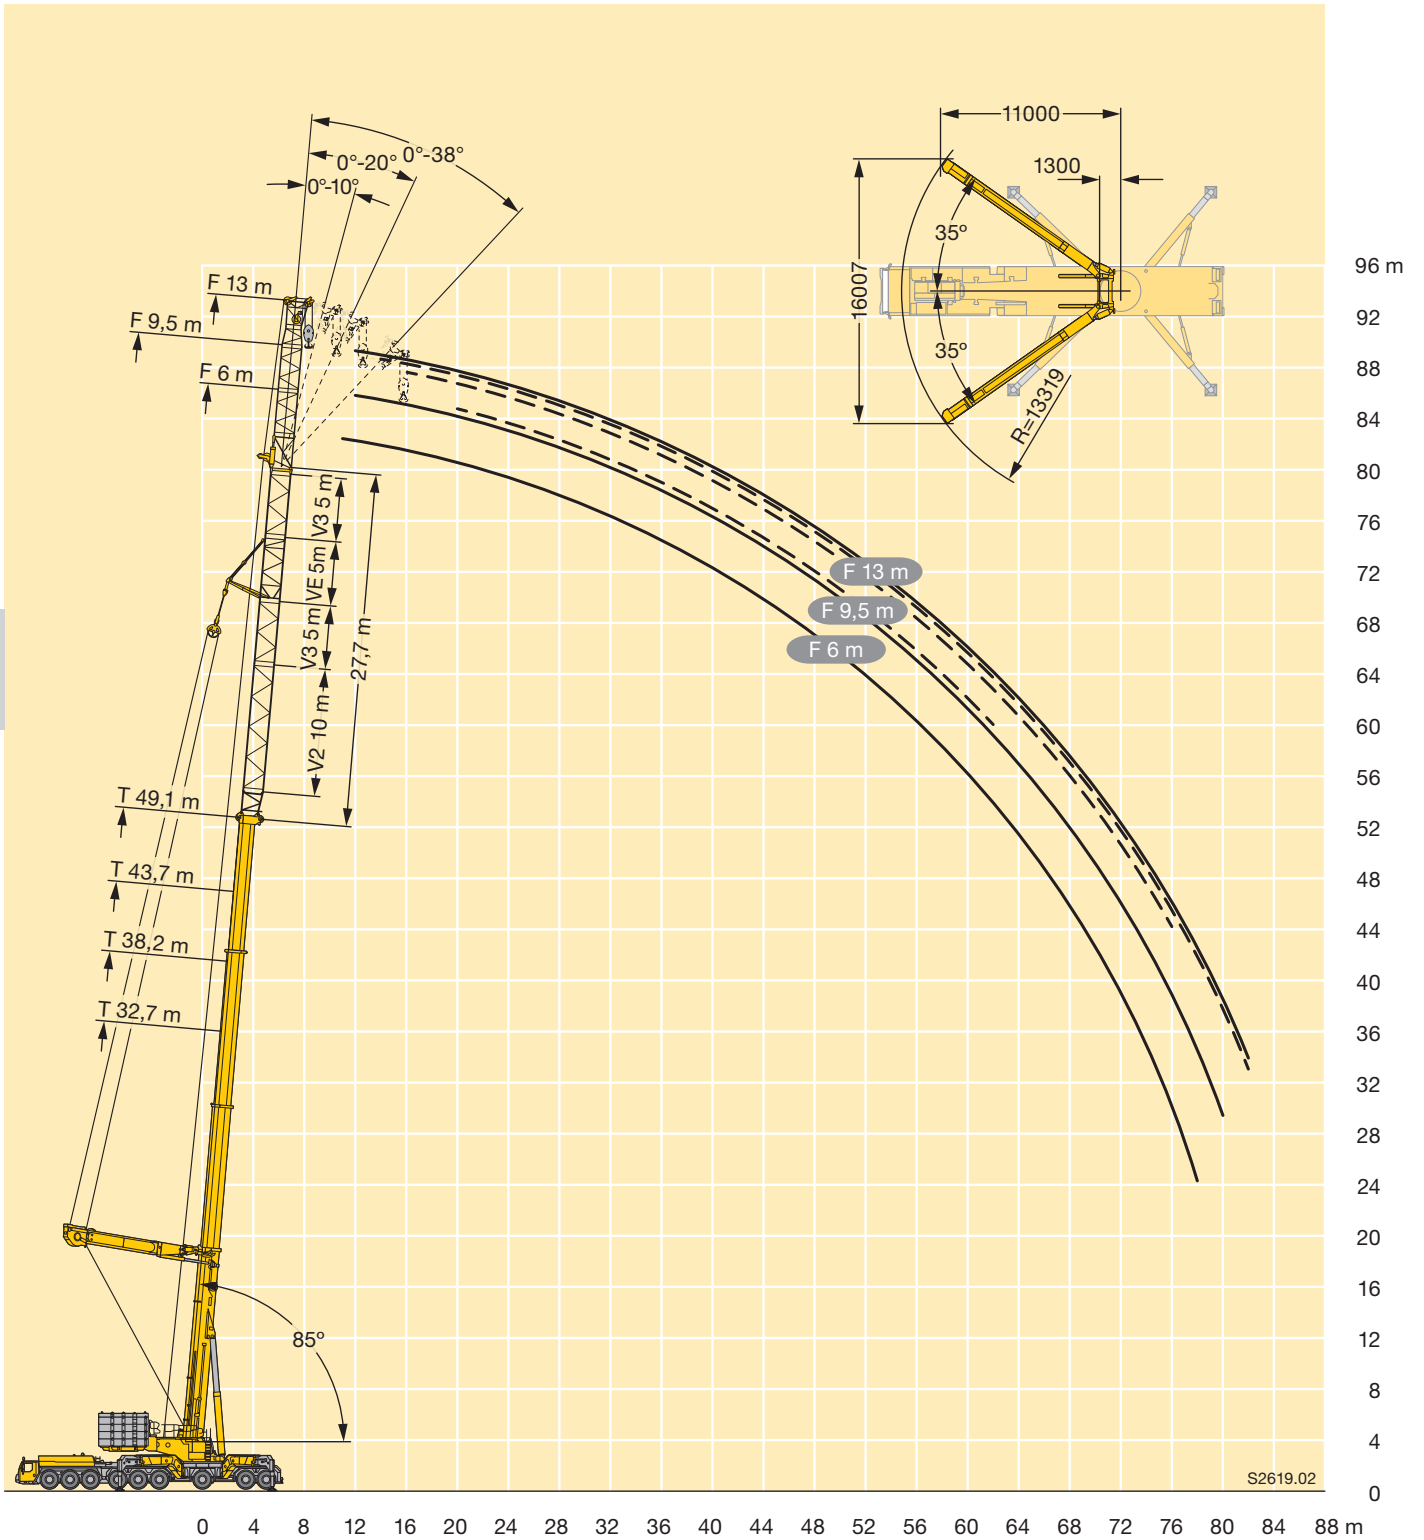 11000
0°-20° 0°-38°
0°-10°
1300
35°
16007
35°
R=13319
F 13 m
F 9,5 m
F 6 m
96 m
92
88
84
80
76
72
68
64
60
56
52
48
44
40
36
32
28
24
20
16
12
8
4
0
V3 5 m
VE 5m
V3 5 m
V2 10 m
27,7 m
F 13 m
F 9,5 m
F 6 m
T 49,1 m
T 43,7 m
T 38,2 m
T 32,7 m
85°
S2619.02
0 4 8 12 16 20 24 28 32 36 40 44 48 52 56 60 64 68 72 76 80 84 88 m